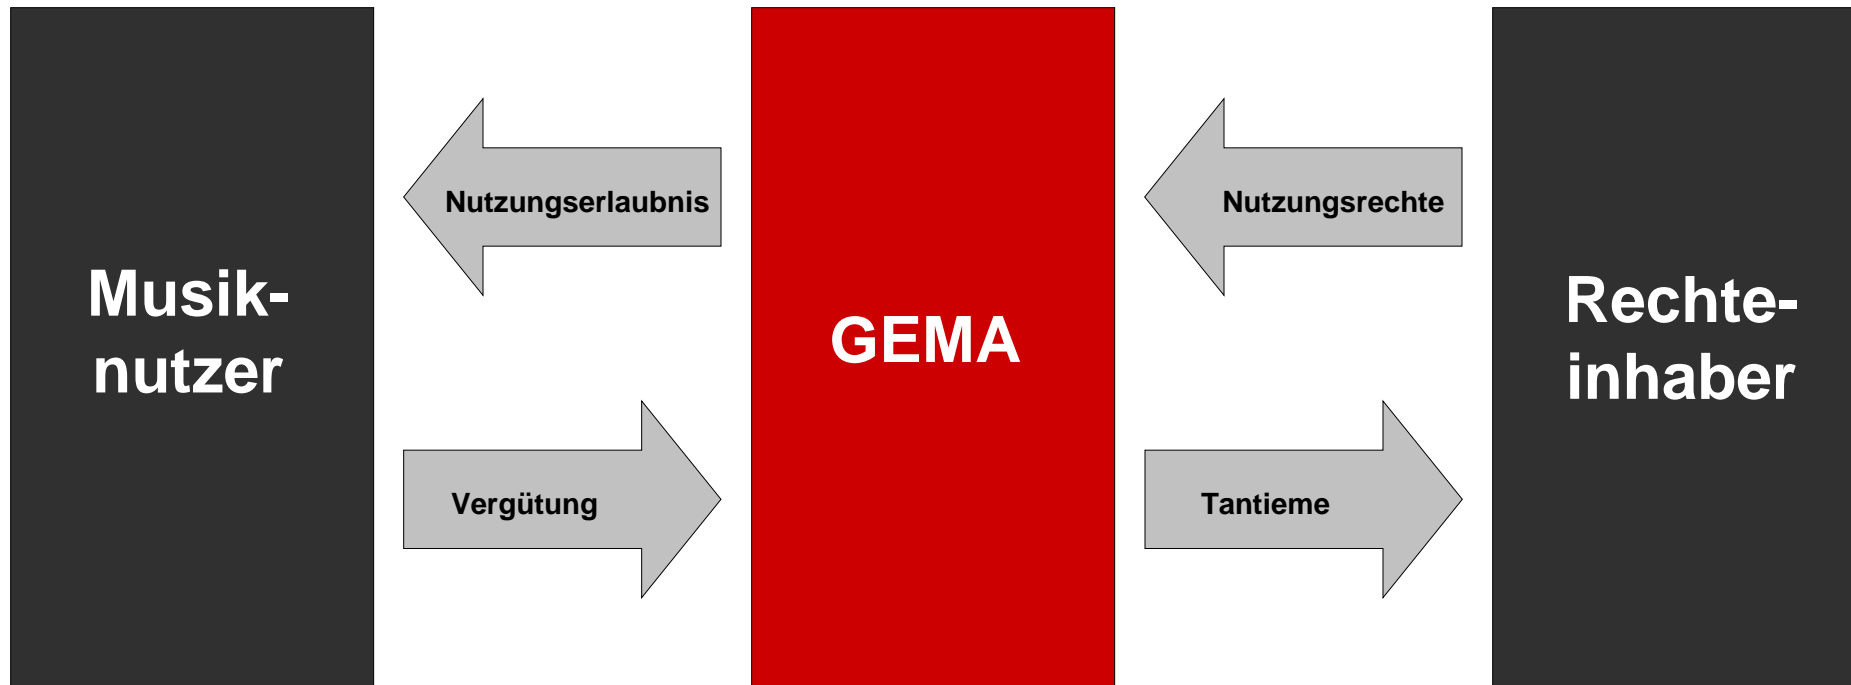 Musik-
nutzer
Nutzungserlaubnis
Vergütung
GEMA
Nutzungsrechte
Tantieme
Rechte-
inhaber